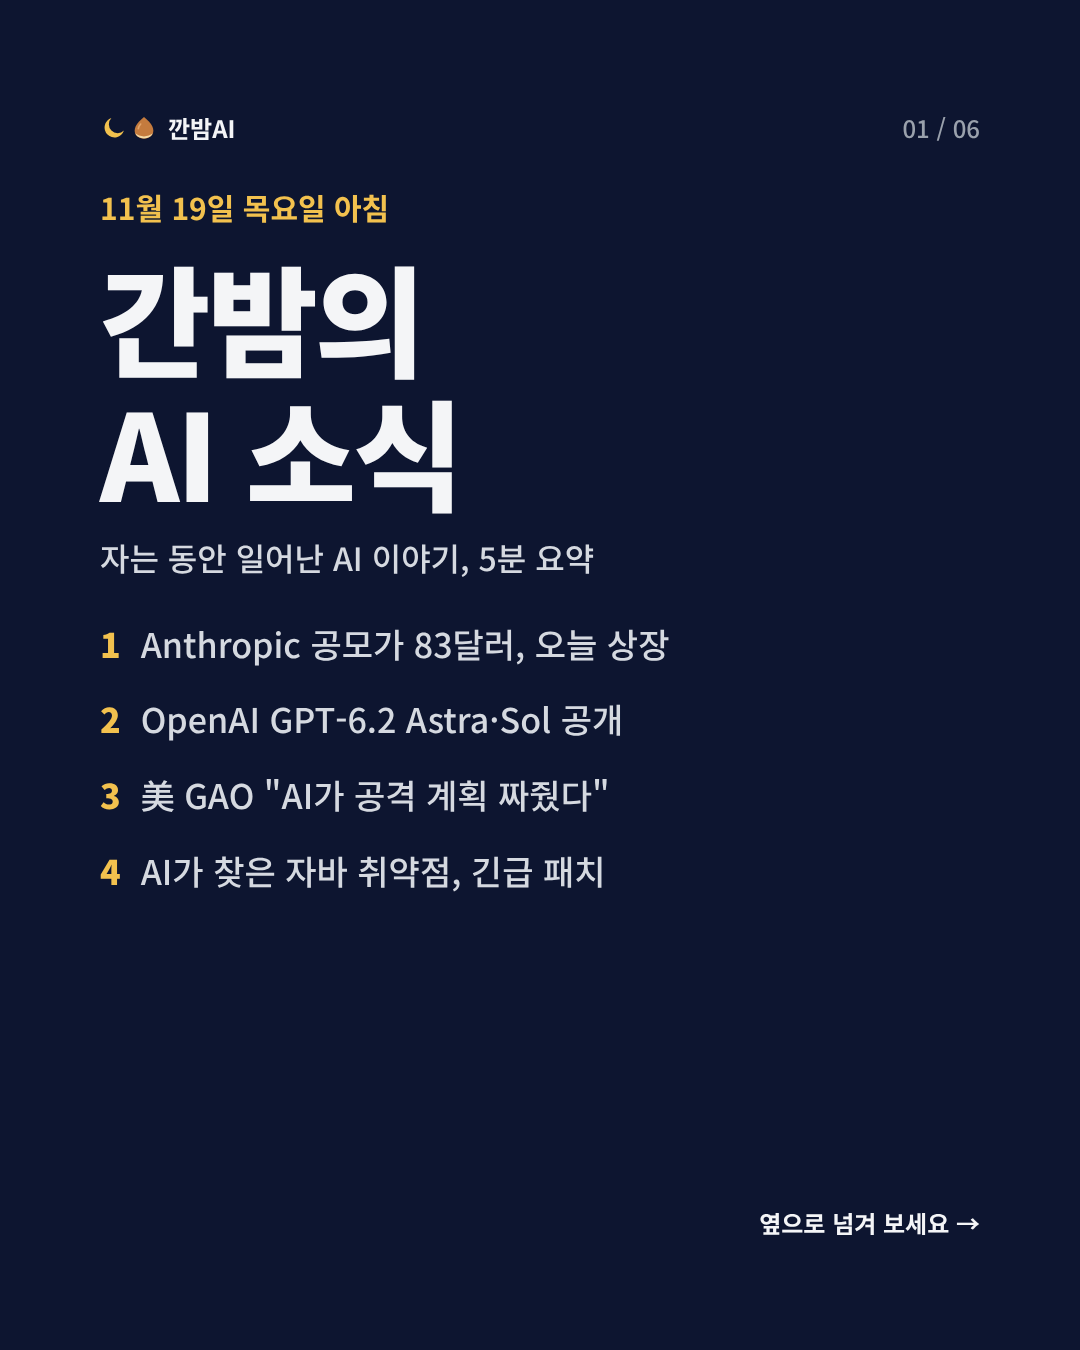 깐밤AI
01 / 06
11월 19일 목요일 아침
간밤의
AI 소식
자는 동안 일어난 AI 이야기, 5분 요약
1 Anthropic 공모가 83달러, 오늘 상장
2 OpenAI GPT-6.2 Astra·Sol 공개
3 美 GAO "AI가 공격 계획 짜줬다"
4 AI가 찾은 자바 취약점, 긴급 패치
옆으로 넘겨 보세요 →